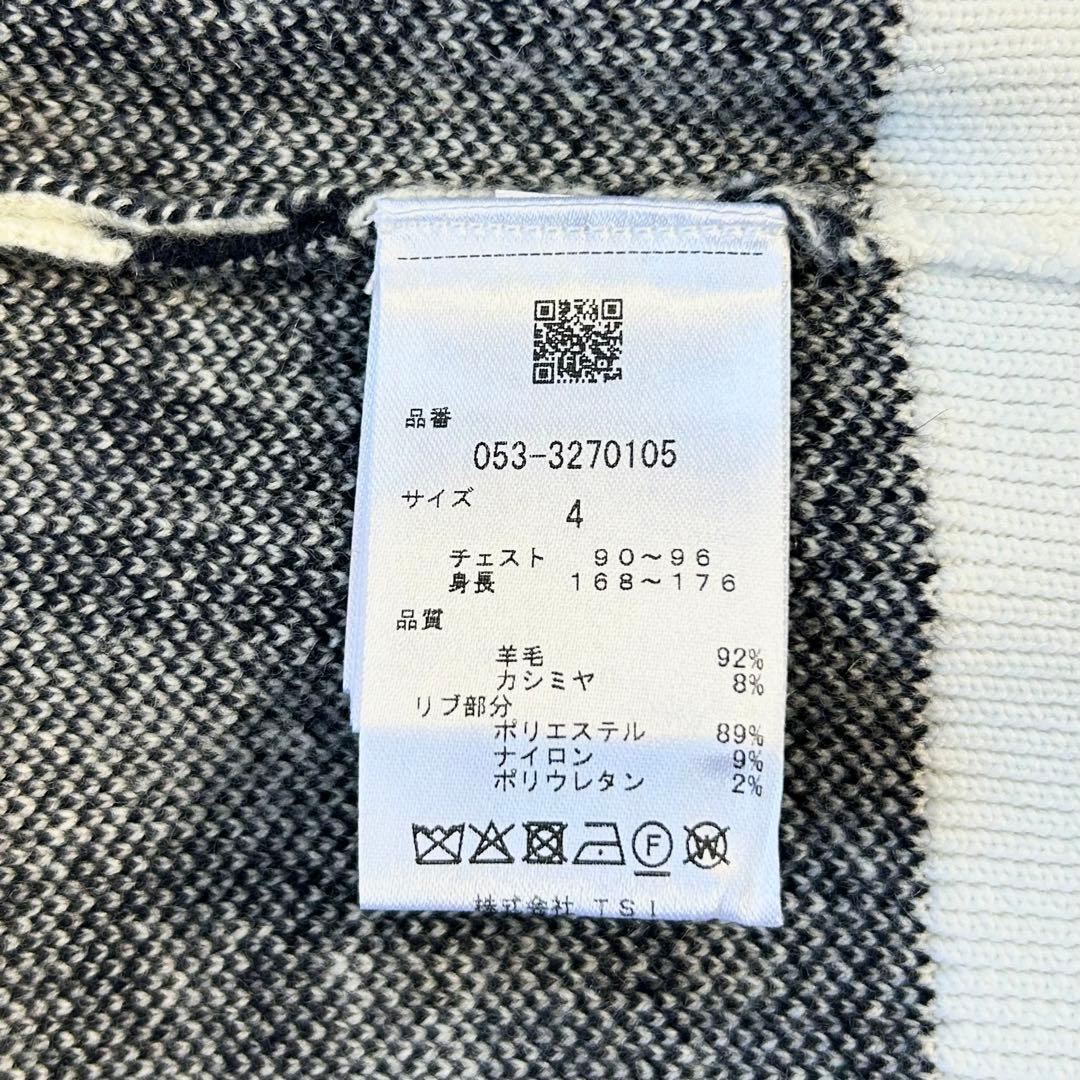 品番
053-3270105
サイズ
4
チェスト 90～96
身長 168～176
品質
羊毛 92%
カシミヤ 8%
リブ部分
ポリエステル 89%
ナイロン 9%
ポリウレタン 2%
F W
株式会社 TSI